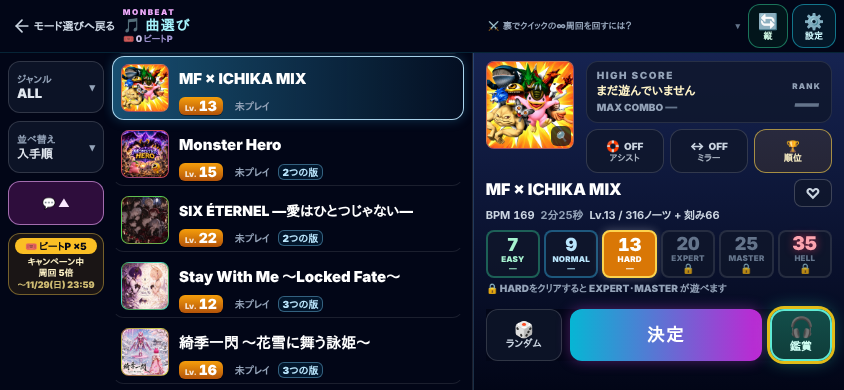 モード選びへ戻る
MONBEAT
🎵 曲選び
🎟️ 0 ビートP
⚔️ 裏でクイックの∞周回を回すには?
▼
縦
設定
ジャンル
ALL ▼
並べ替え
入手順 ▼
💬 ▲
🎟️ ビートP ×5
キャンペーン中
周回 5倍
〜11/29(日) 23:59
MF × ICHIKA MIX
Lv. 13 未プレイ
Monster Hero
Lv. 15 未プレイ 2つの版
SIX ÉTERNEL —愛はひとつじゃない—
Lv. 22 未プレイ 2つの版
Stay With Me 〜Locked Fate〜
Lv. 12 未プレイ 3つの版
綺季一閃 〜花雪に舞う詠姫〜
Lv. 16 未プレイ 3つの版
HIGH SCORE
まだ遊んでいません
MAX COMBO —
RANK
—
OFF
アシスト
↔ OFF
ミラー
🏆
順位
MF × ICHIKA MIX
♡
BPM 169 2分25秒 Lv.13 / 316ノーツ + 刻み66
7
EASY
—
9
NORMAL
—
13
HARD
—
20
EXPERT
🔒
25
MASTER
🔒
35
HELL
🔒
🔒 HARDをクリアすると EXPERT·MASTER が遊べます
🎲
ランダム
決定
🎧
鑑賞